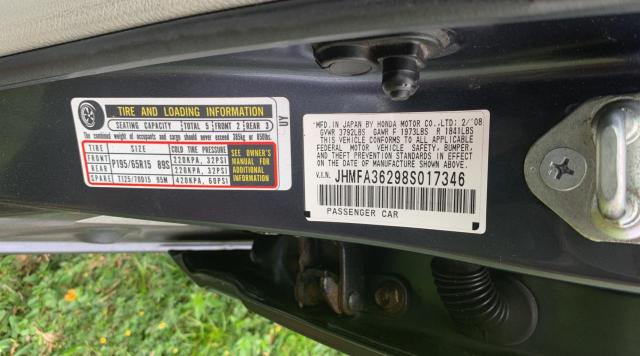 TIRE AND LOADING INFORMATION
SEATING CAPACITY TOTAL 5 FRONT 2 REAR 3
The combined weight of occupants and cargo should never exceed 385kg or 850lbs.
TIRE SIZE COLD TIRE PRESSURE
FRONT P195/65R15 89S 220KPA, 32PSI
REAR 220KPA, 32PSI
SPARE T125/70D15 95M 420KPA, 60PSI
SEE OWNER'S
MANUAL FOR
ADDITIONAL
INFORMATION
UY
MFD. IN JAPAN BY HONDA MOTOR CO.,LTD: 2/'08
GVWR 3792LBS GAWR F 1973LBS R 1841LBS
THIS VEHICLE CONFORMS TO ALL APPLICABLE
FEDERAL MOTOR VEHICLE SAFETY, BUMPER,
AND THEFT PREVENTION STANDARDS IN EFFECT
ON THE DATE OF MANUFACTURE SHOWN ABOVE.
V.I.N. JHMFA36298S017346
PASSENGER CAR